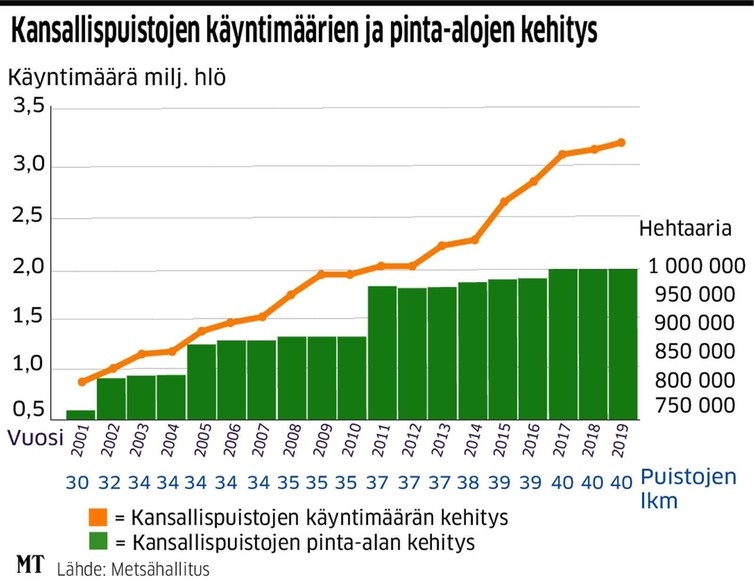 Kansallispuistojen käyntimäärien ja pinta-alojen kehitys
Käyntimäärä milj. hlö
3,5
3,0
2,5
Hehtaaria
2,0
1 000 000
950 000
1,5
900 000
850 000
1,0
800 000
0,5
750 000
Vuosi
2001 2002 2003 2004 2005 2006 2007 2008 2009 2010 2011 2012 2013 2014 2015 2016 2017 2018 2019
30 32 34 34 34 34 34 35 35 35 37 37 37 38 39 39 40 40 40 Puistojen
lkm
= Kansallispuistojen käyntimäärän kehitys
= Kansallispuistojen pinta-alan kehitys
MT Lähde: Metsähallitus